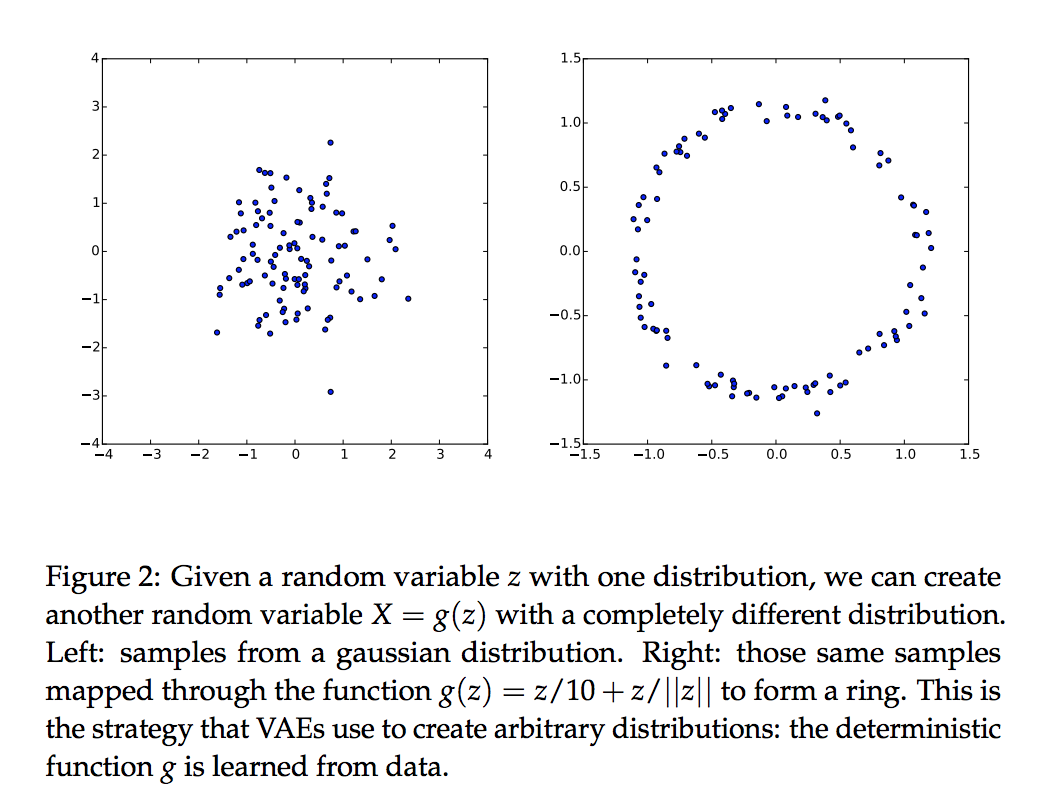 4
3
2
1
0
−1
−2
−3
−4
−4 −3 −2 −1 0 1 2 3 4
1.5
1.0
0.5
0.0
−0.5
−1.0
−1.5
−1.5 −1.0 −0.5 0.0 0.5 1.0 1.5
Figure 2: Given a random variable z with one distribution, we can create
another random variable X = g(z) with a completely different distribution.
Left: samples from a gaussian distribution. Right: those same samples
mapped through the function g(z) = z/10 + z/||z|| to form a ring. This is
the strategy that VAEs use to create arbitrary distributions: the deterministic
function g is learned from data.